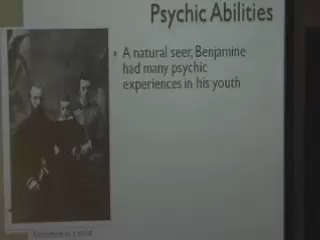 Psychic Abilities
A natural seer, Benjamine
had many psychic
experiences in his youth